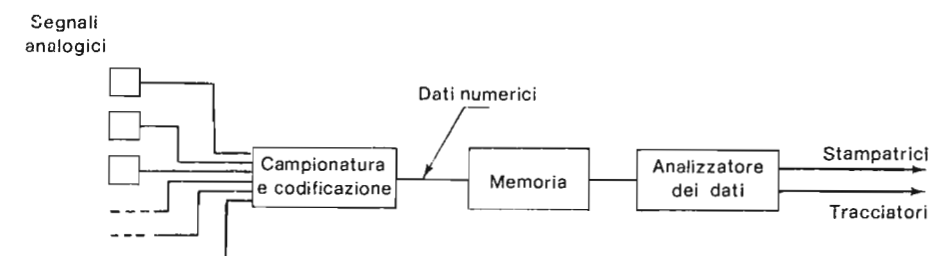 Segnali
analogici
Dati numerici
Campionatura
e codificazione
Memoria
Analizzatore
dei dati
Stampatrici
Tracciatori